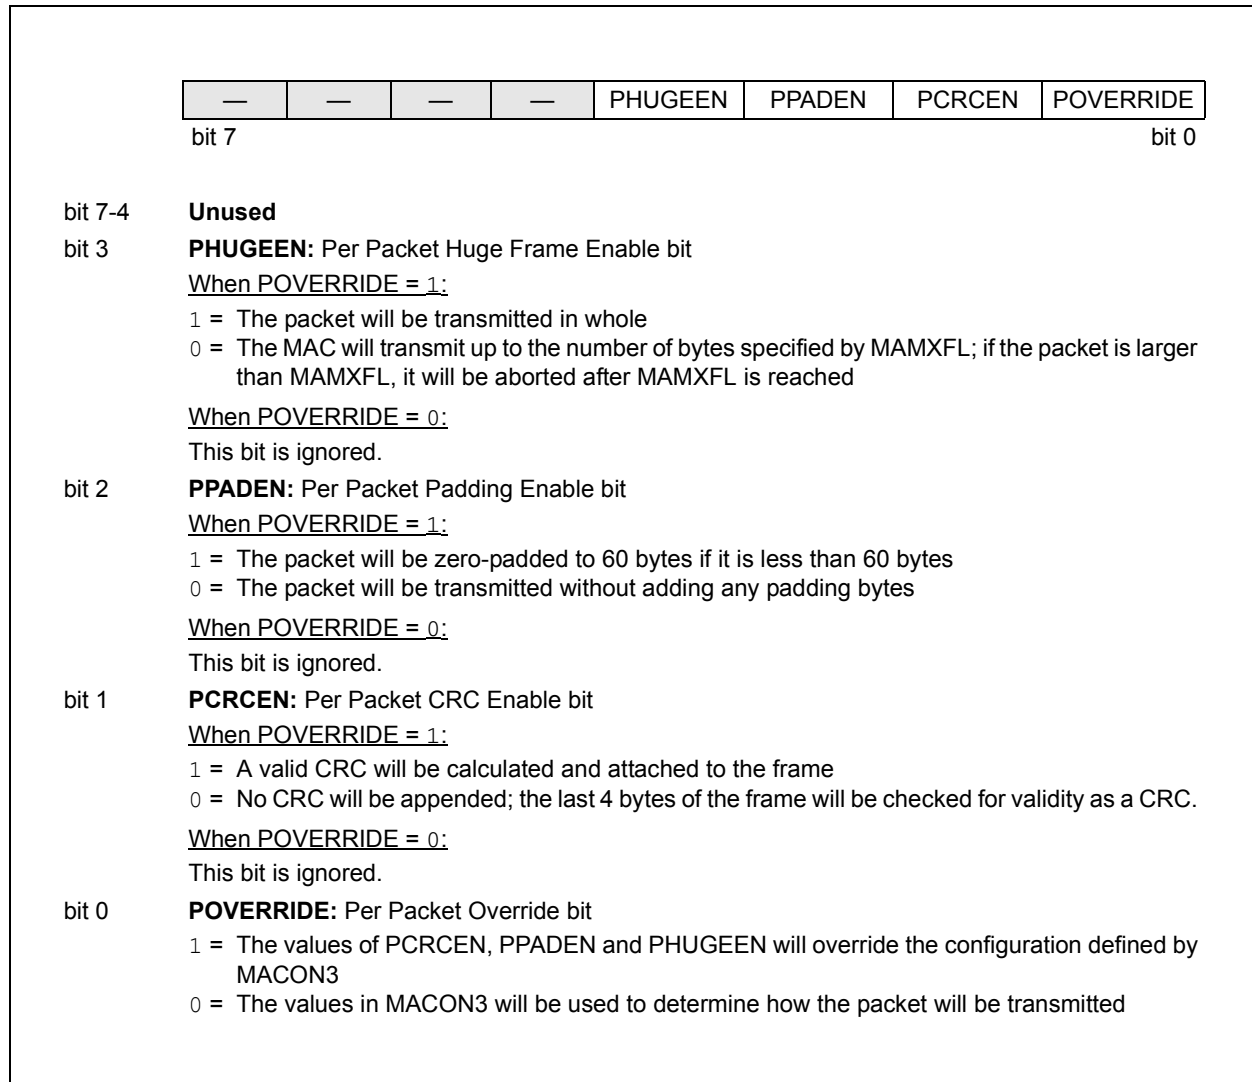 — — — — PHUGEEN PPADEN PCRCEN POVERRIDE
bit 7 bit 0
bit 7-4 Unused
bit 3 PHUGEEN: Per Packet Huge Frame Enable bit
When POVERRIDE = 1:
1 = The packet will be transmitted in whole
0 = The MAC will transmit up to the number of bytes specified by MAMXFL; if the packet is larger
than MAMXFL, it will be aborted after MAMXFL is reached
When POVERRIDE = 0:
This bit is ignored.
bit 2 PPADEN: Per Packet Padding Enable bit
When POVERRIDE = 1:
1 = The packet will be zero-padded to 60 bytes if it is less than 60 bytes
0 = The packet will be transmitted without adding any padding bytes
When POVERRIDE = 0:
This bit is ignored.
bit 1 PCRCEN: Per Packet CRC Enable bit
When POVERRIDE = 1:
1 = A valid CRC will be calculated and attached to the frame
0 = No CRC will be appended; the last 4 bytes of the frame will be checked for validity as a CRC.
When POVERRIDE = 0:
This bit is ignored.
bit 0 POVERRIDE: Per Packet Override bit
1 = The values of PCRCEN, PPADEN and PHUGEEN will override the configuration defined by
MACON3
0 = The values in MACON3 will be used to determine how the packet will be transmitted